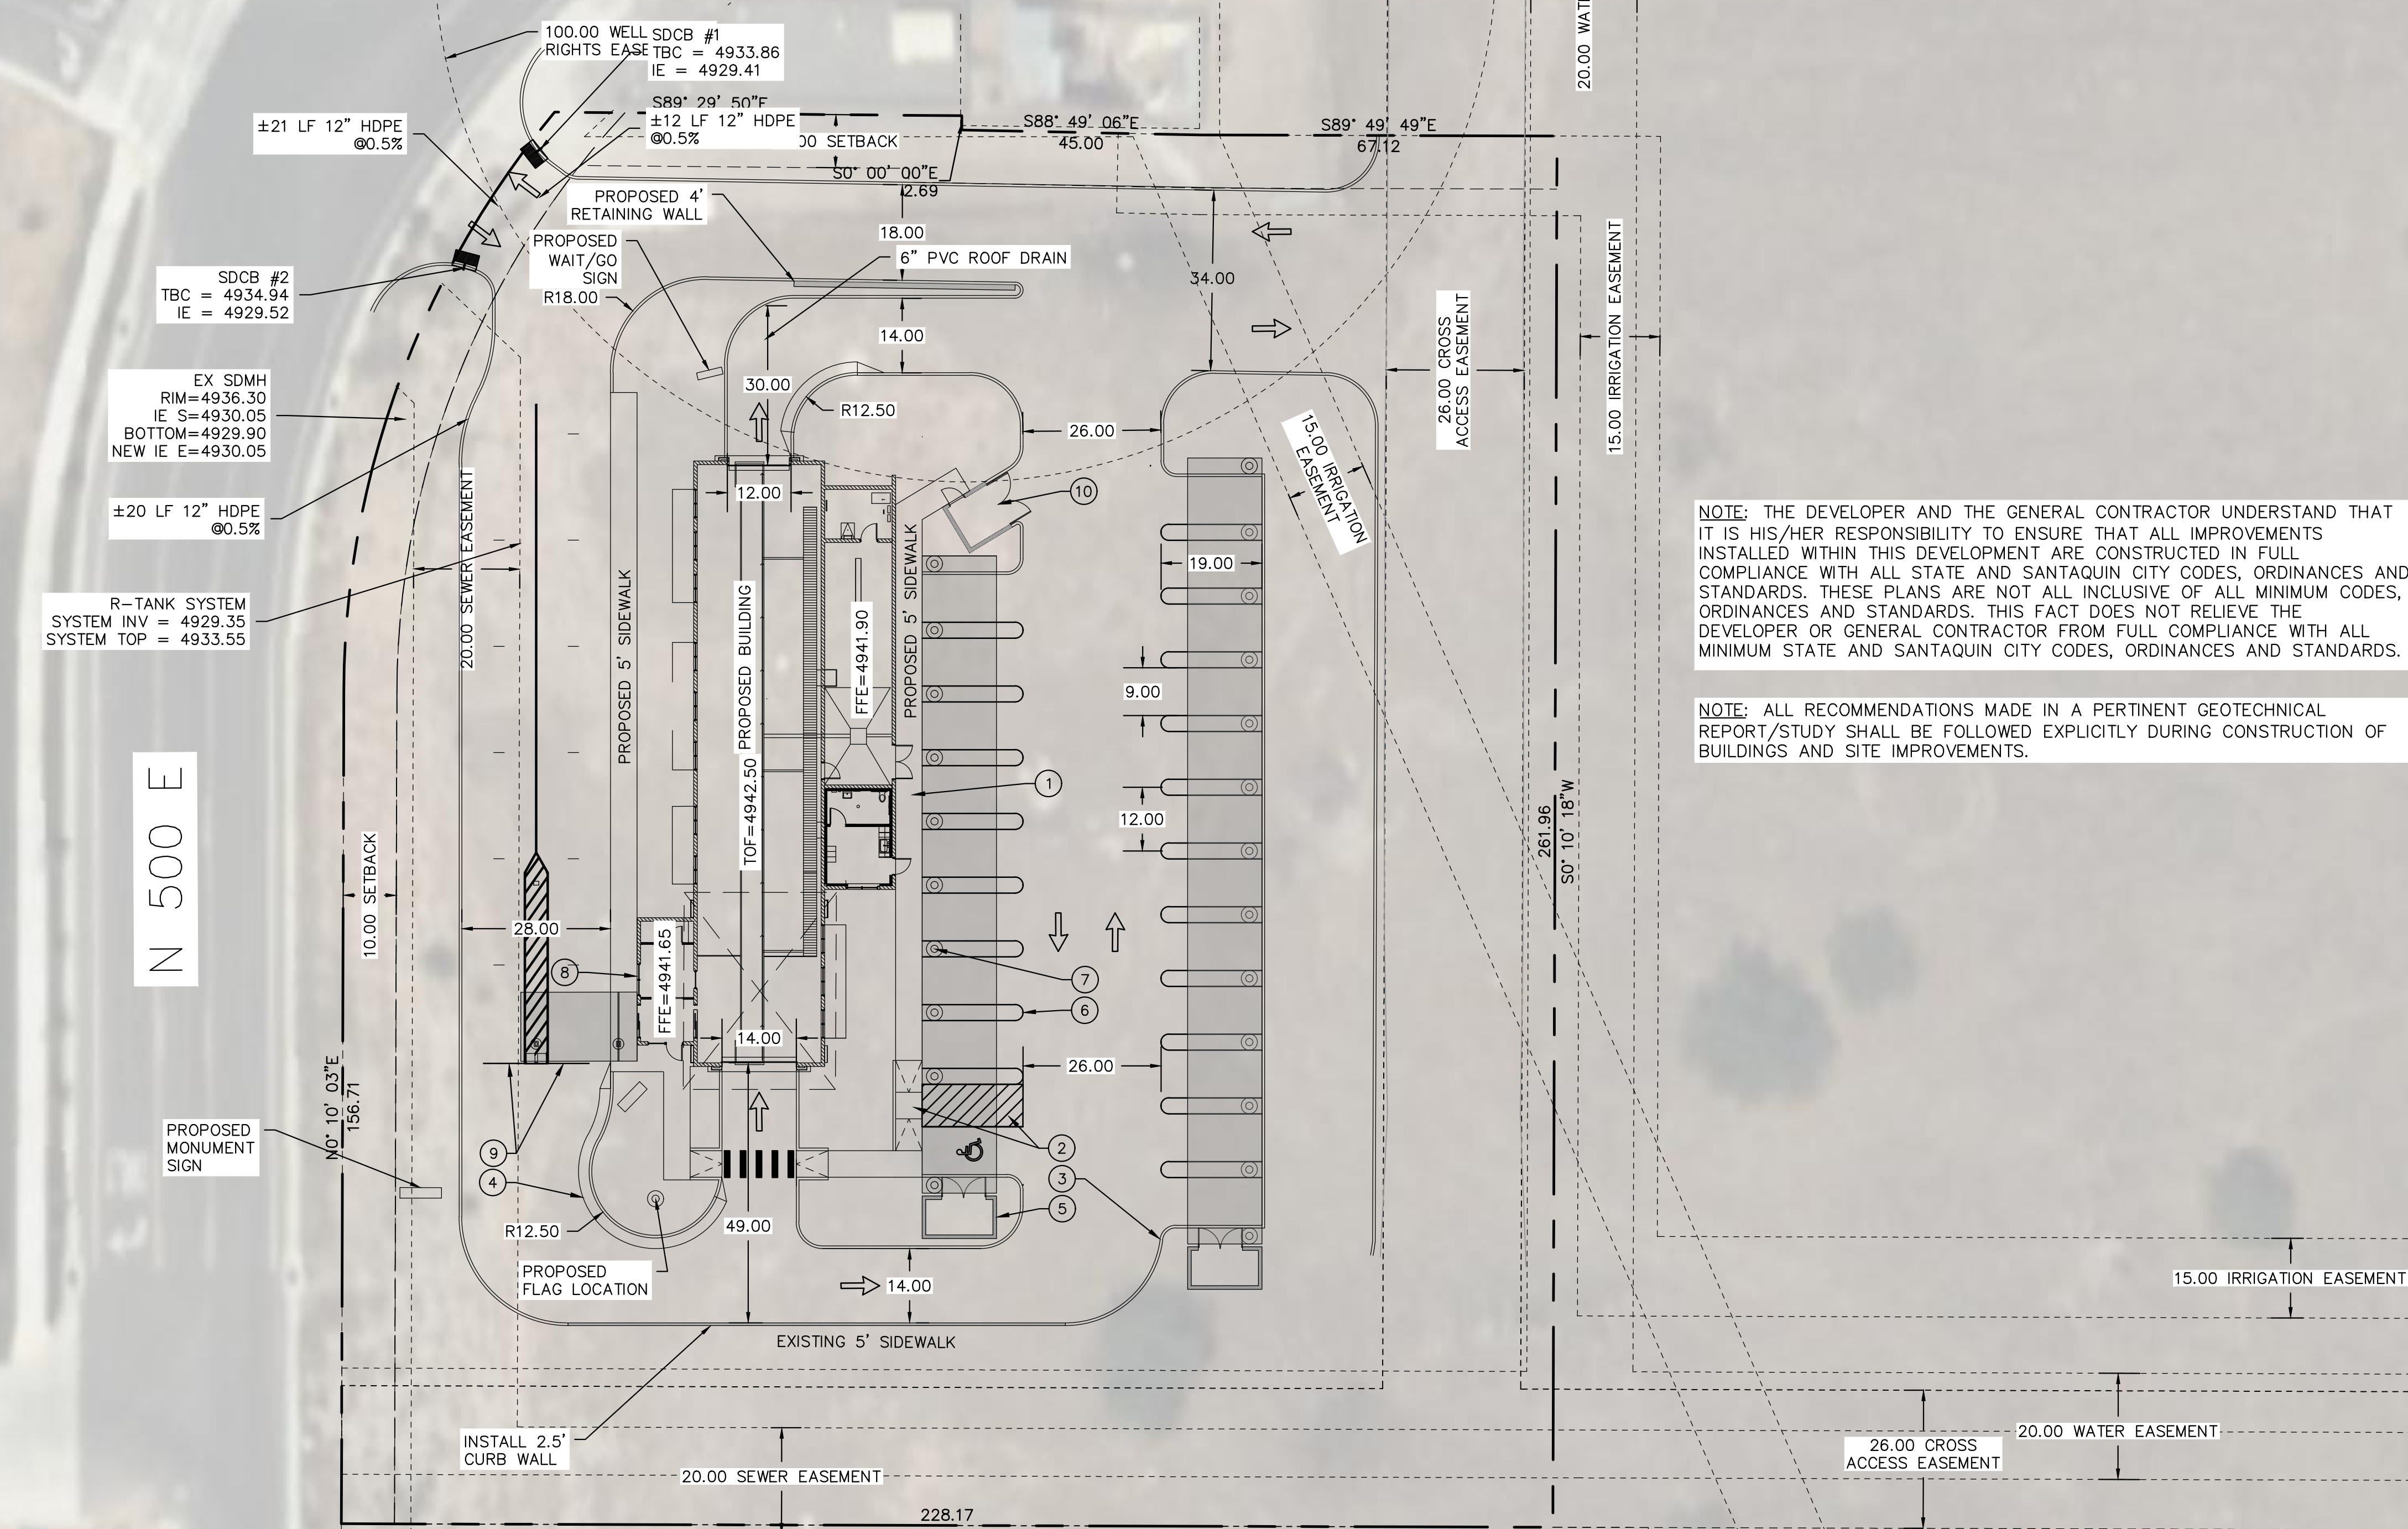 100.00 WELL
RIGHTS EASE
SDCB #1
TBC = 4933.86
IE = 4929.41
S89° 29' 50"E
±12 LF 12" HDPE
@0.5%
00 SETBACK
S88° 49' 06"E
45.00
S89° 49' 49"E
67.12
S0° 00' 00"E
2.69
±21 LF 12" HDPE
@0.5%
PROPOSED 4'
RETAINING WALL
PROPOSED
WAIT/GO
SIGN
R18.00
6" PVC ROOF DRAIN
18.00
34.00
14.00
30.00
R12.50
12.00
26.00
SDCB #2
TBC = 4934.94
IE = 4929.52
EX SDMH
RIM=4936.30
IE S=4930.05
BOTTOM=4929.90
NEW IE E=4930.05
±20 LF 12" HDPE
@0.5%
R-TANK SYSTEM
SYSTEM INV = 4929.35
SYSTEM TOP = 4933.55
20.00 SEWER EASEMENT
PROPOSED 5' SIDEWALK
TOF=4942.50 PROPOSED BUILDING
FFE=4941.90
PROPOSED 5' SIDEWALK
10
15.00 IRRIGATION
EASEMENT
26.00 CROSS
ACCESS EASEMENT
15.00 IRRIGATION EASEMENT
19.00
9.00
12.00
1
N 500 E
10.00 SETBACK
28.00
8
FFE=4941.65
14.00
7
6
26.00
261.96
S0° 10' 18"W
N0° 10' 03"E
156.71
PROPOSED
MONUMENT
SIGN
9
4
R12.50
2
3
5
49.00
PROPOSED
FLAG LOCATION
14.00
EXISTING 5' SIDEWALK
INSTALL 2.5'
CURB WALL
20.00 SEWER EASEMENT
228.17
NOTE: THE DEVELOPER AND THE GENERAL CONTRACTOR UNDERSTAND THAT
IT IS HIS/HER RESPONSIBILITY TO ENSURE THAT ALL IMPROVEMENTS
INSTALLED WITHIN THIS DEVELOPMENT ARE CONSTRUCTED IN FULL
COMPLIANCE WITH ALL STATE AND SANTAQUIN CITY CODES, ORDINANCES AND
STANDARDS. THESE PLANS ARE NOT ALL INCLUSIVE OF ALL MINIMUM CODES,
ORDINANCES AND STANDARDS. THIS FACT DOES NOT RELIEVE THE
DEVELOPER OR GENERAL CONTRACTOR FROM FULL COMPLIANCE WITH ALL
MINIMUM STATE AND SANTAQUIN CITY CODES, ORDINANCES AND STANDARDS.
NOTE: ALL RECOMMENDATIONS MADE IN A PERTINENT GEOTECHNICAL
REPORT/STUDY SHALL BE FOLLOWED EXPLICITLY DURING CONSTRUCTION OF
BUILDINGS AND SITE IMPROVEMENTS.
15.00 IRRIGATION EASEMENT
20.00 WATER EASEMENT
26.00 CROSS
ACCESS EASEMENT